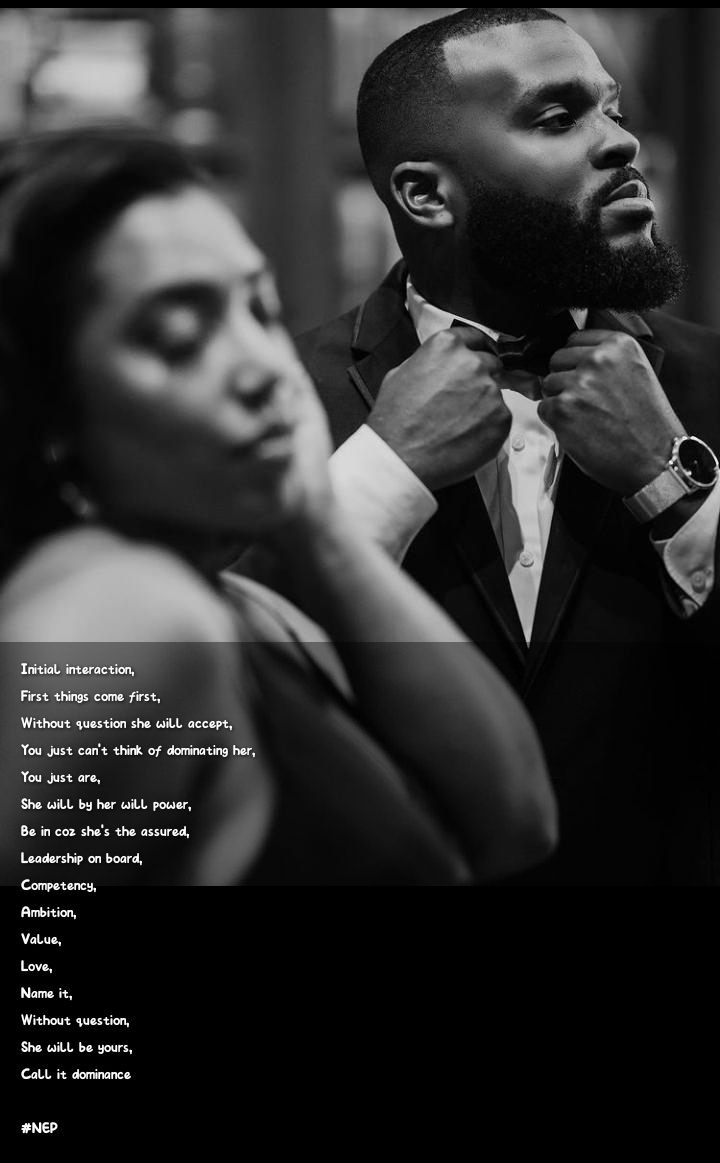 Initial interaction,
First things come first,
Without question she will accept,
You just can't think of dominating her,
You just are,
She will by her will power,
Be in coz she's the assured,
Leadership on board,
Competency,
Ambition,
Value,
Love,
Name it,
Without question,
She will be yours,
Call it dominance
#NEP